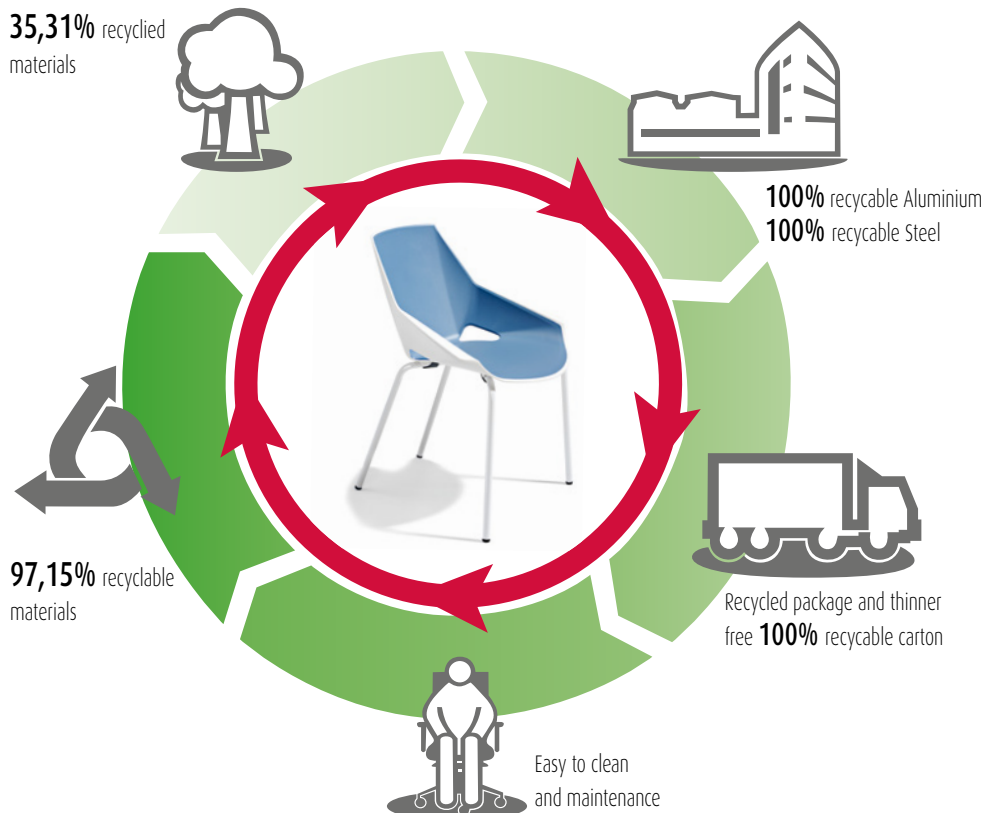 35,31% recyclied
materials
100% recycable Aluminium
100% recycable Steel
Recycled package and thinner
free 100% recycable carton
Easy to clean
and maintenance
97,15% recyclable
materials